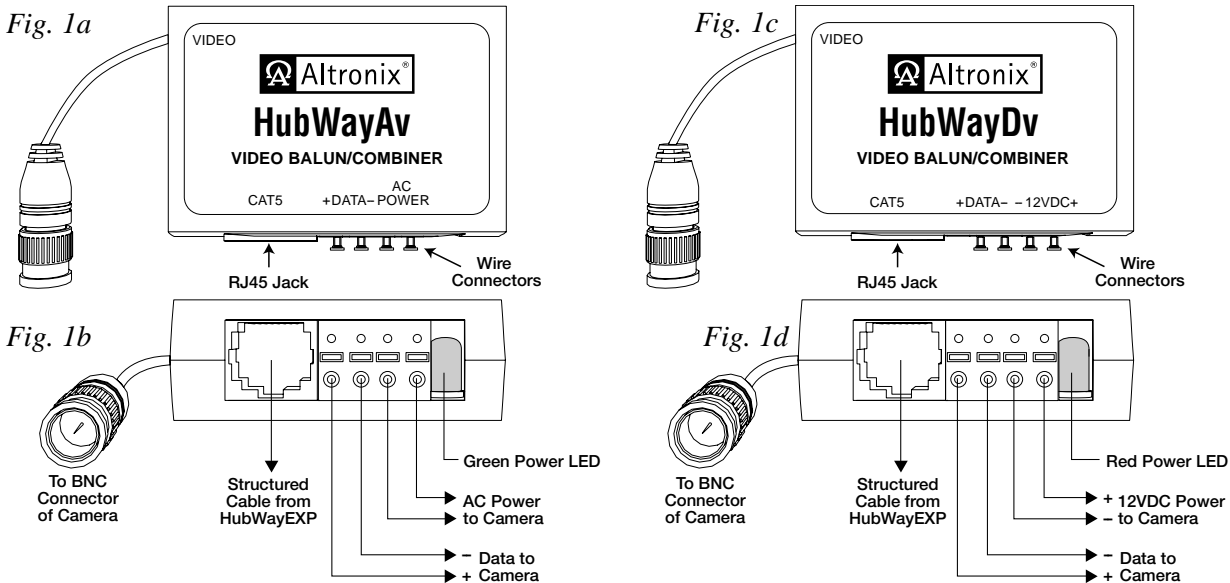 Fig. 1a
VIDEO
Altronix®
HubWayAv
VIDEO BALUN/COMBINER
CAT5
+DATA–
AC
POWER
RJ45 Jack
Wire
Connectors
Fig. 1c
VIDEO
Altronix®
HubWayDv
VIDEO BALUN/COMBINER
CAT5
+DATA– – 12VDC+
RJ45 Jack
Wire
Connectors
Fig. 1b
To BNC
Connector
of Camera
Structured
Cable from
HubWayEXP
Green Power LED
AC Power
to Camera
– Data to
+ Camera
Fig. 1d
To BNC
Connector
of Camera
Structured
Cable from
HubWayEXP
Red Power LED
+ 12VDC Power
– to Camera
– Data to
+ Camera